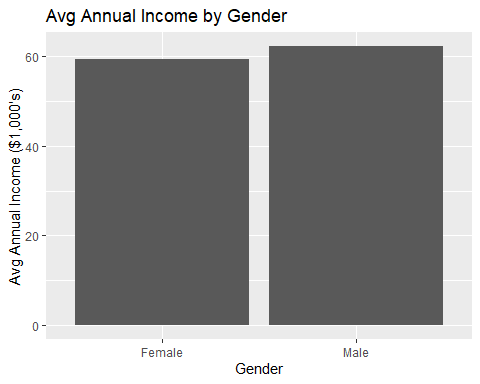 Avg Annual Income by Gender
Avg Annual Income ($1,000's)
60
40
20
0
Female Male
Gender